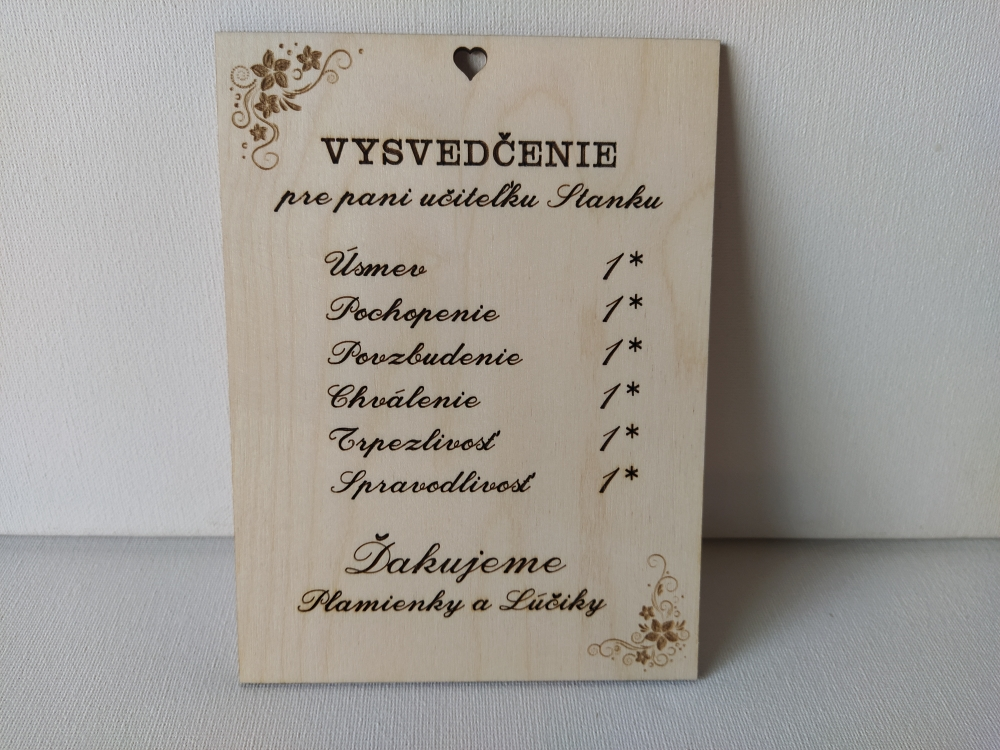 VYSVEDČENIE
pre pani učiteľku Stanku
Úsmev 1*
Pochopenie 1*
Povzbudenie 1*
Chválenie 1*
Trpezlivosť 1*
Spravodlivosť 1*
Ďakujeme
Plamienky a Lúčiky